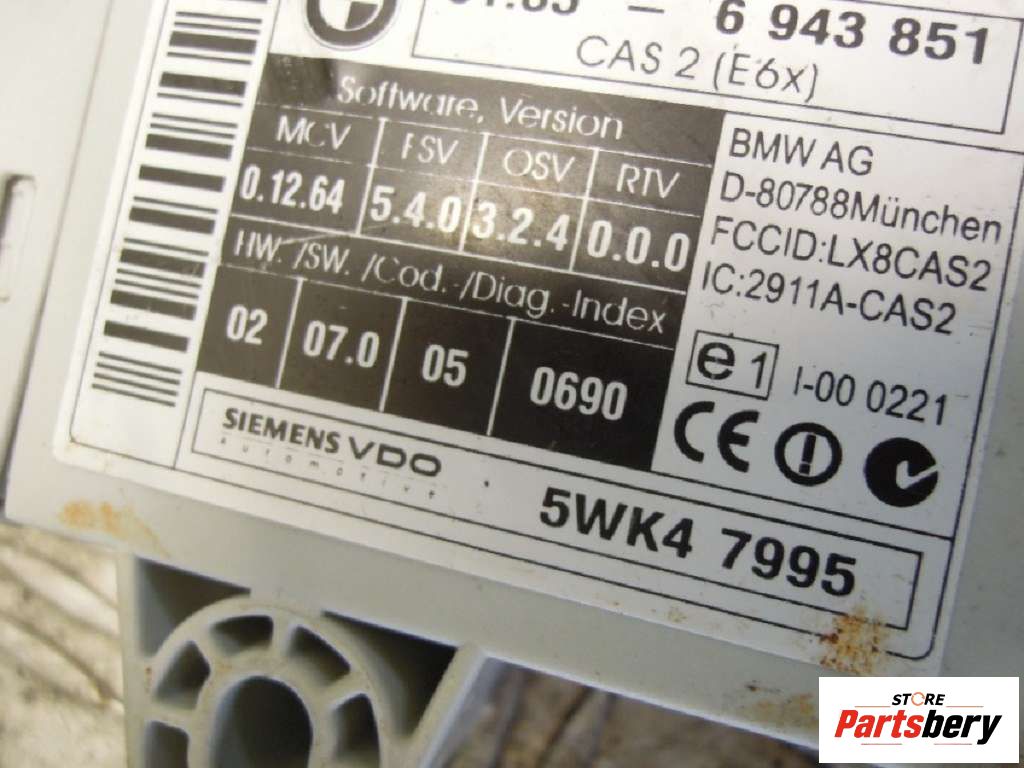 6 943 851
CAS 2 (E6x)
Software, Version
MCV FSV OSV RTV
0.12.64 5.4.0 3.2.4 0.0.0
HW. /SW. /Cod.-/Diag.-Index
02 07.0 05 0690
BMW AG
D-80788München
FCCID:LX8CAS2
IC:2911A-CAS2
e1 I-00 0221
CE
SIEMENS VDO
Automotive
5WK4 7995
STORE
Partsbery